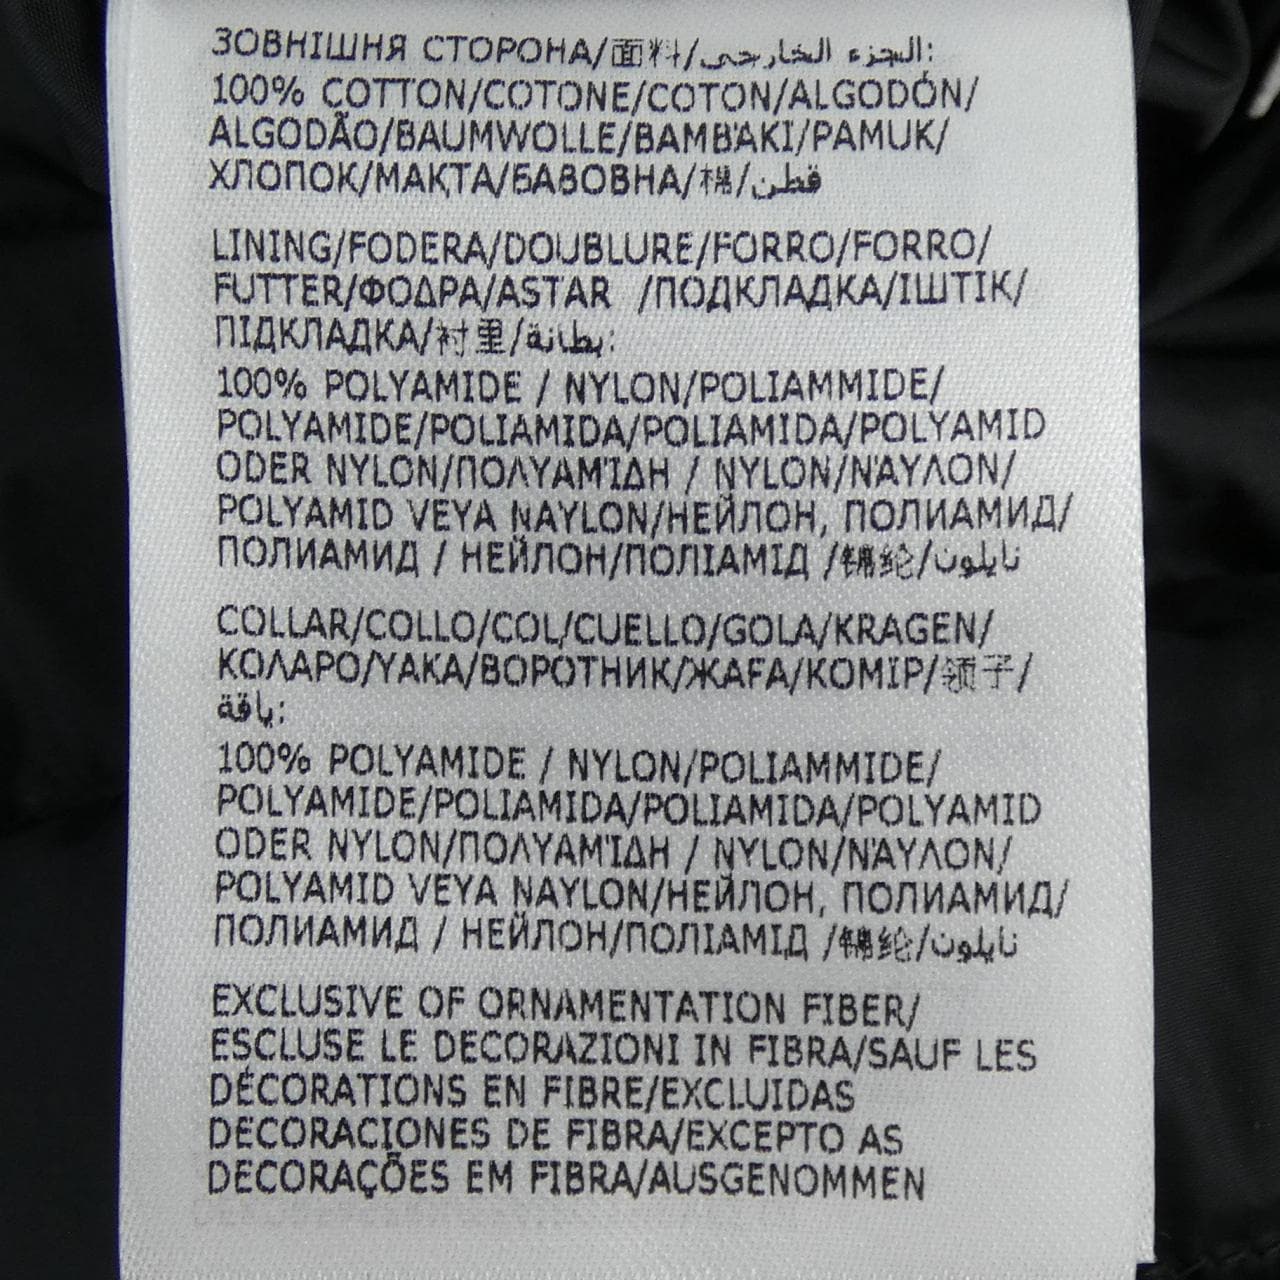 ЗОВНІШНЯ СТОРОНА/面料/الجزء الخارجي:
100% COTTON/COTONE/COTON/ALGODÓN/
ALGODÃO/BAUMWOLLE/BAMBAKI/PAMUK/
ХЛОПОК/МАҚТА/БАВОВНА/棉/قطن
LINING/FODERA/DOUBLURE/FORRO/FORRO/
FUTTER/ΦΟΔΡΑ/ASTAR /ПОДКЛАДКА/ІШТІК/
ПІДКЛАДКА/衬里/بطانة:
100% POLYAMIDE / NYLON/POLIAMMIDE/
POLYAMIDE/POLIAMIDA/POLIAMIDA/POLYAMID
ODER NYLON/ΠΟΛΥΑΜΊΔΗ / NYLON/ΝΆΥΛΟΝ/
POLYAMID VEYA NAYLON/НЕЙЛОН, ПОЛИАМИД/
ПОЛИАМИД / НЕЙЛОН/ПОЛІАМІД /锦纶/نايلون
COLLAR/COLLO/COL/CUELLO/GOLA/KRAGEN/
ΚΟΛΑΡΟ/YAKA/ВОРОТНИК/ЖАҒА/КОМІР/领子/
ياقة:
100% POLYAMIDE / NYLON/POLIAMMIDE/
POLYAMIDE/POLIAMIDA/POLIAMIDA/POLYAMID
ODER NYLON/ΠΟΛΥΑΜΊΔΗ / NYLON/ΝΆΥΛΟΝ/
POLYAMID VEYA NAYLON/НЕЙЛОН, ПОЛИАМИД/
ПОЛИАМИД / НЕЙЛОН/ПОЛІАМІД /锦纶/نايلون
EXCLUSIVE OF ORNAMENTATION FIBER/
ESCLUSE LE DECORAZIONI IN FIBRA/SAUF LES
DÉCORATIONS EN FIBRE/EXCLUIDAS
DECORACIONES DE FIBRA/EXCEPTO AS
DECORAÇÕES EM FIBRA/AUSGENOMMEN